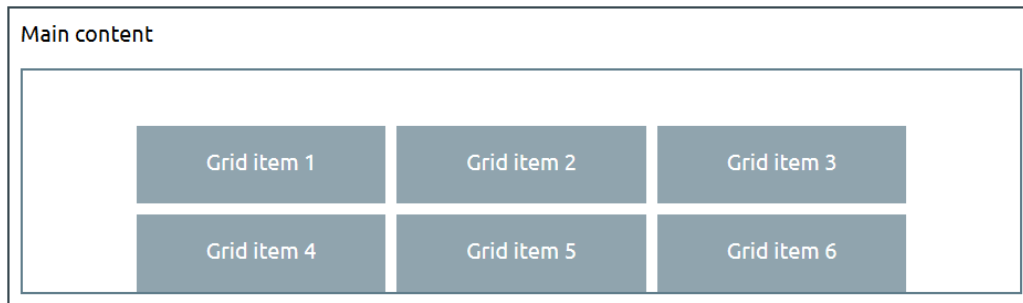 Main content
Grid item 1 Grid item 2 Grid item 3
Grid item 4 Grid item 5 Grid item 6